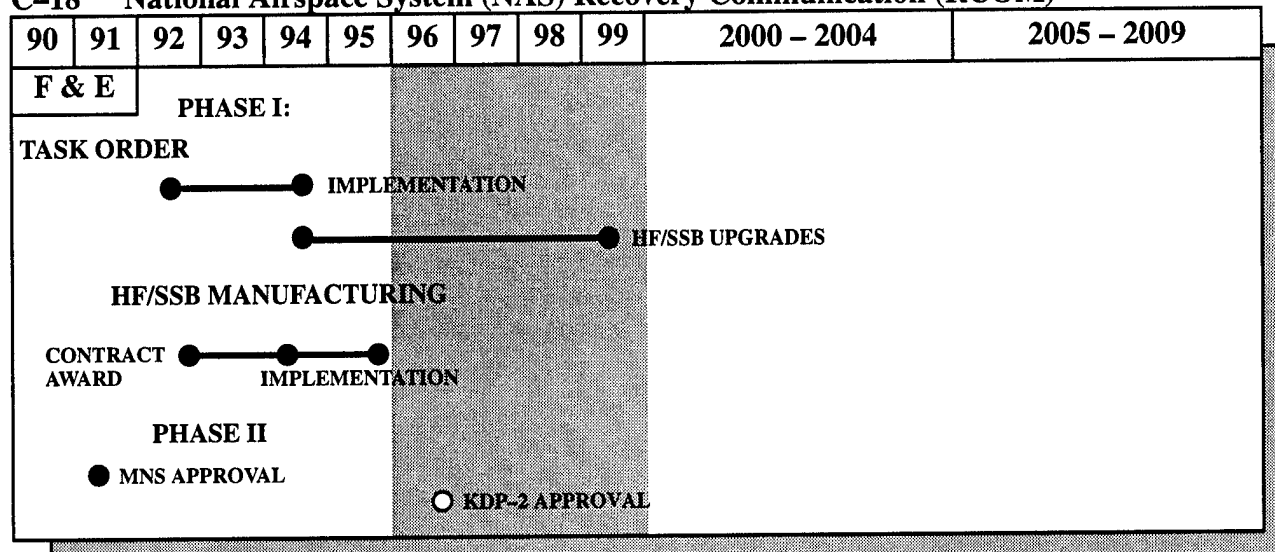 C–18 National Airspace System (NAS) Recovery Communication (RCOM)
90 91 92 93 94 95 96 97 98 99 2000 – 2004 2005 – 2009
F & E
PHASE I:
TASK ORDER
IMPLEMENTATION
HF/SSB UPGRADES
HF/SSB MANUFACTURING
CONTRACT
AWARD
IMPLEMENTATION
PHASE II
MNS APPROVAL
KDP–2 APPROVAL